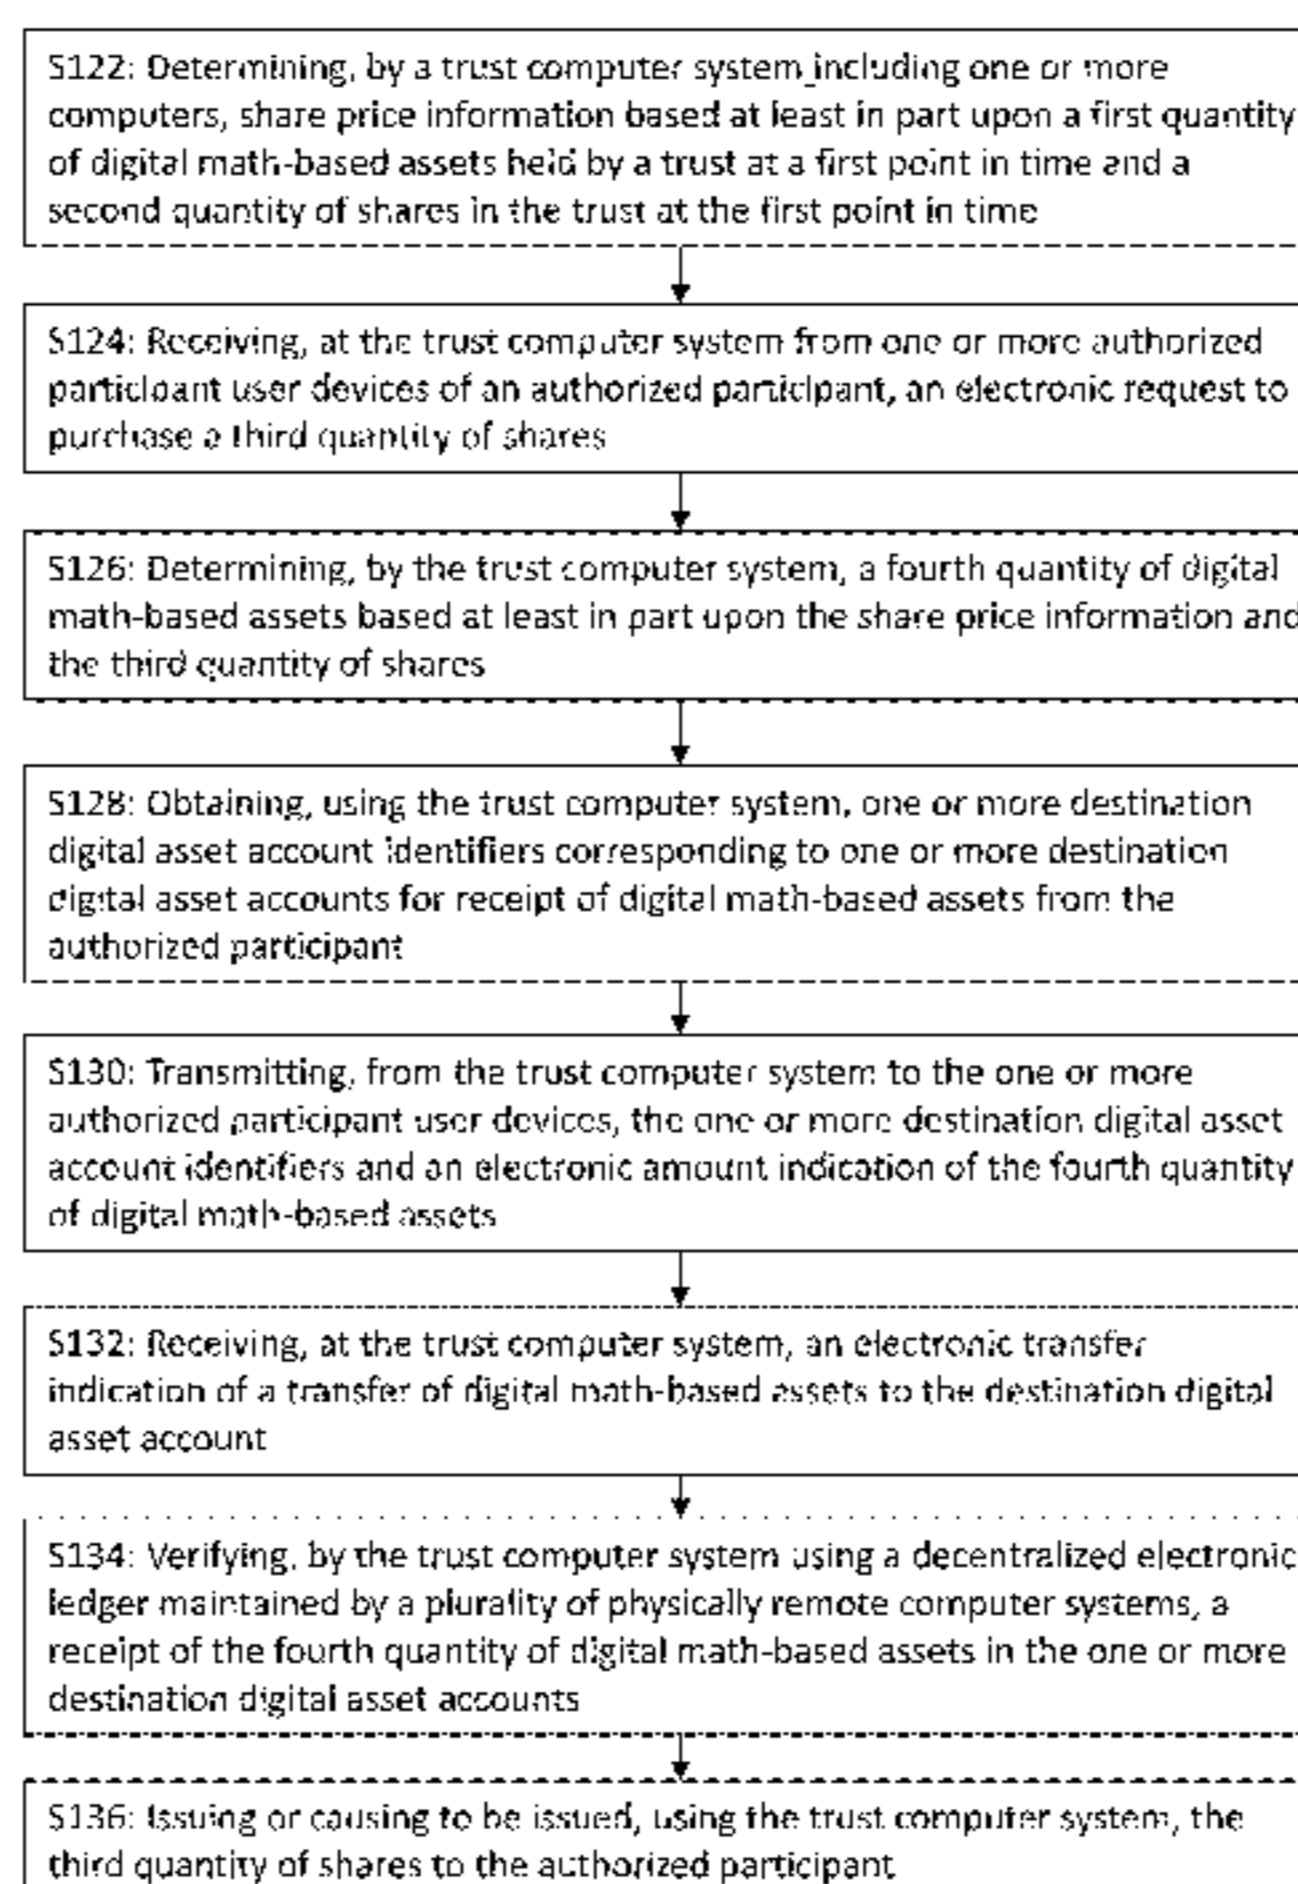 S122: Determining, by a trust computer system including one or more
computers, share price information based at least in part upon a first quantity
of digital math-based assets held by a trust at a first point in time and a
second quantity of shares in the trust at the first point in time
S124: Receiving, at the trust computer system from one or more authorized
participant user devices of an authorized participant, an electronic request to
purchase a third quantity of shares
S126: Determining, by the trust computer system, a fourth quantity of digital
math-based assets based at least in part upon the share price information and
the third quantity of shares
S128: Obtaining, using the trust computer system, one or more destination
digital asset account identifiers corresponding to one or more destination
digital asset accounts for receipt of digital math-based assets from the
authorized participant
S130: Transmitting, from the trust computer system to the one or more
authorized participant user devices, the one or more destination digital asset
account identifiers and an electronic amount indication of the fourth quantity
of digital math-based assets
S132: Receiving, at the trust computer system, an electronic transfer
indication of a transfer of digital math-based assets to the destination digital
asset account
S134: Verifying, by the trust computer system using a decentralized electronic
ledger maintained by a plurality of physically remote computer systems, a
receipt of the fourth quantity of digital math-based assets in the one or more
destination digital asset accounts
S136: Issuing or causing to be issued, using the trust computer system, the
third quantity of shares to the authorized participant